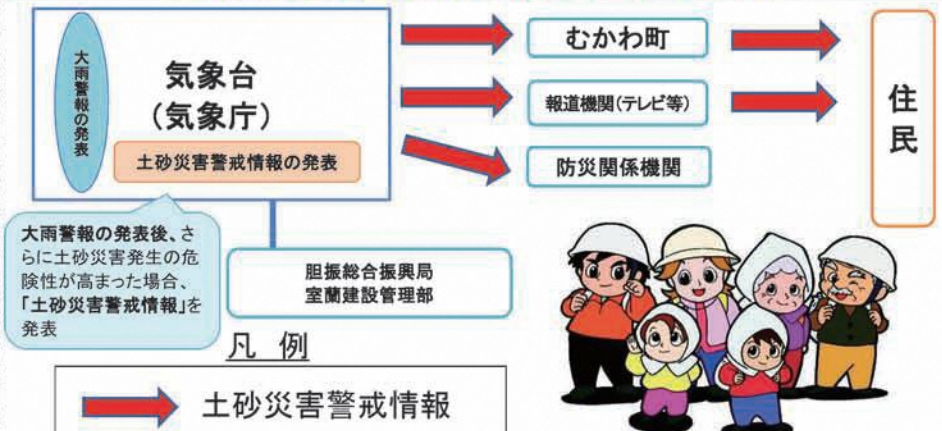 大雨警報の発表
気象台
(気象庁)
土砂災害警戒情報の発表
むかわ町
報道機関(テレビ等)
防災関係機関
住民
大雨警報の発表後、さ
らに土砂災害発生の危
険性が高まった場合、
「土砂災害警戒情報」を
発表
胆振総合振興局
室蘭建設管理部
凡 例
土砂災害警戒情報